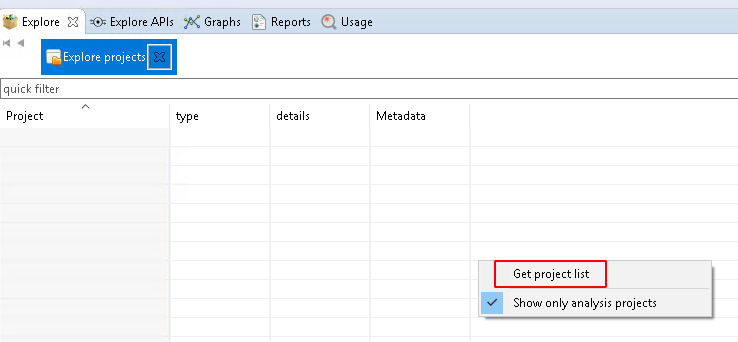 Explore Explore APIs Graphs Reports Usage
Explore projects
quick filter
Project type details Metadata
Get project list
Show only analysis projects